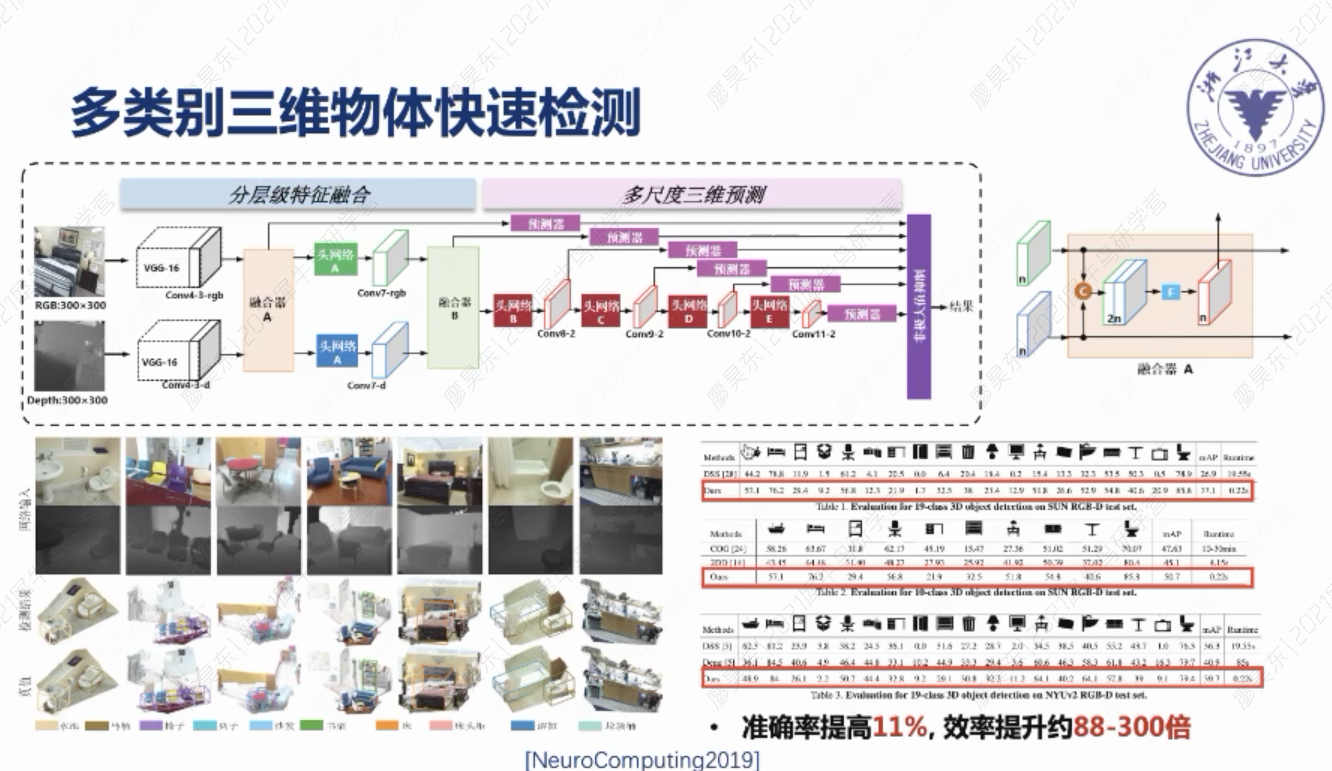 多类别三维物体快速检测
浙江大学
ZHEJIANG UNIVERSITY
1897
分层级特征融合
多尺度三维预测
RGB:300×300
Depth:300×300
VGG-16
Conv4-3-rgb
VGG-16
Conv4-3-d
融合器
A
头网络
A
Conv7-rgb
头网络
A
Conv7-d
融合器
B
预测器
预测器
预测器
预测器
预测器
预测器
头网络
B
Conv8-2
头网络
C
Conv9-2
头网络
D
Conv10-2
头网络
E
Conv11-2
非极大值抑制
结果
n
n
C
2n
F
n
融合器 A
网络输入
检测结果
真值
水池
马桶
椅子
桌子
沙发
书架
床
床头柜
浴缸
垃圾桶
Methods mAP Runtime
DSS [28] 44.2 78.8 11.9 1.5 61.2 4.1 20.5 0.0 6.4 20.4 18.4 0.2 15.4 13.3 32.3 53.5 50.3 0.5 78.9 26.9 19.55s
Ours 57.1 76.2 29.4 9.2 56.8 12.3 21.9 1.7 32.5 38 23.4 12.9 51.8 26.6 52.9 54.8 40.6 20.9 85.8 37.1 0.22s
Table 1. Evaluation for 19-class 3D object detection on SUN RGB-D test set.
Methods mAP Runtime
COG [24] 58.26 63.67 31.8 62.17 45.19 15.47 27.36 51.02 51.29 70.07 47.63 10-30min
2DD [14] 43.45 64.48 31.40 48.27 27.93 25.92 41.92 50.39 37.02 80.4 45.1 4.15s
Ours 57.1 76.2 29.4 56.8 21.9 32.5 51.8 54.8 40.6 85.8 50.7 0.22s
Table 2. Evaluation for 10-class 3D object detection on SUN RGB-D test set.
Methods mAP Runtime
DSS [5] 62.5 81.2 23.9 3.8 58.2 24.5 36.1 0.0 31.6 27.2 28.7 2.0 54.5 38.5 40.5 55.2 43.7 1.0 76.3 36.3 19.55s
Deng [5] 36.1 84.5 40.6 4.9 46.4 44.8 33.1 10.2 44.9 33.3 29.4 3.6 60.6 46.3 58.3 61.8 43.2 16.3 79.7 40.9 85s
Ours 48.9 84 26.1 2.2 50.7 44.4 32.8 9.2 64.1 40.2 64.1 57.8 39 9.1 79.4 39.7 0.22s
Table 3. Evaluation for 19-class 3D object detection on NYUv2 RGB-D test set.
• 准确率提高11%, 效率提升约88-300倍
[NeuroComputing2019]